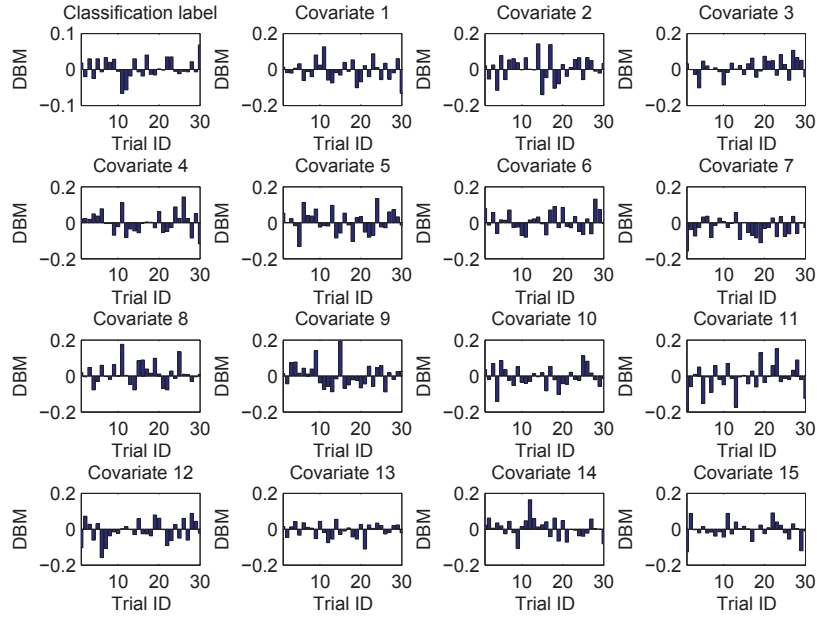 Classification label Covariate 1 Covariate 2 Covariate 3
0.1 0.2 0.2 0.2
DBM DBM DBM DBM
0 0 0 0
−0.1 −0.2 −0.2 −0.2
10 20 30 10 20 30 10 20 30 10 20 30
Trial ID Trial ID Trial ID Trial ID
Covariate 4 Covariate 5 Covariate 6 Covariate 7
0.2 0.2 0.2 0.2
DBM DBM DBM DBM
0 0 0 0
−0.2 −0.2 −0.2 −0.2
10 20 30 10 20 30 10 20 30 10 20 30
Trial ID Trial ID Trial ID Trial ID
Covariate 8 Covariate 9 Covariate 10 Covariate 11
0.2 0.2 0.2 0.2
DBM DBM DBM DBM
0 0 0 0
−0.2 −0.2 −0.2 −0.2
10 20 30 10 20 30 10 20 30 10 20 30
Trial ID Trial ID Trial ID Trial ID
Covariate 12 Covariate 13 Covariate 14 Covariate 15
0.2 0.2 0.2 0.2
DBM DBM DBM DBM
0 0 0 0
−0.2 −0.2 −0.2 −0.2
10 20 30 10 20 30 10 20 30 10 20 30
Trial ID Trial ID Trial ID Trial ID